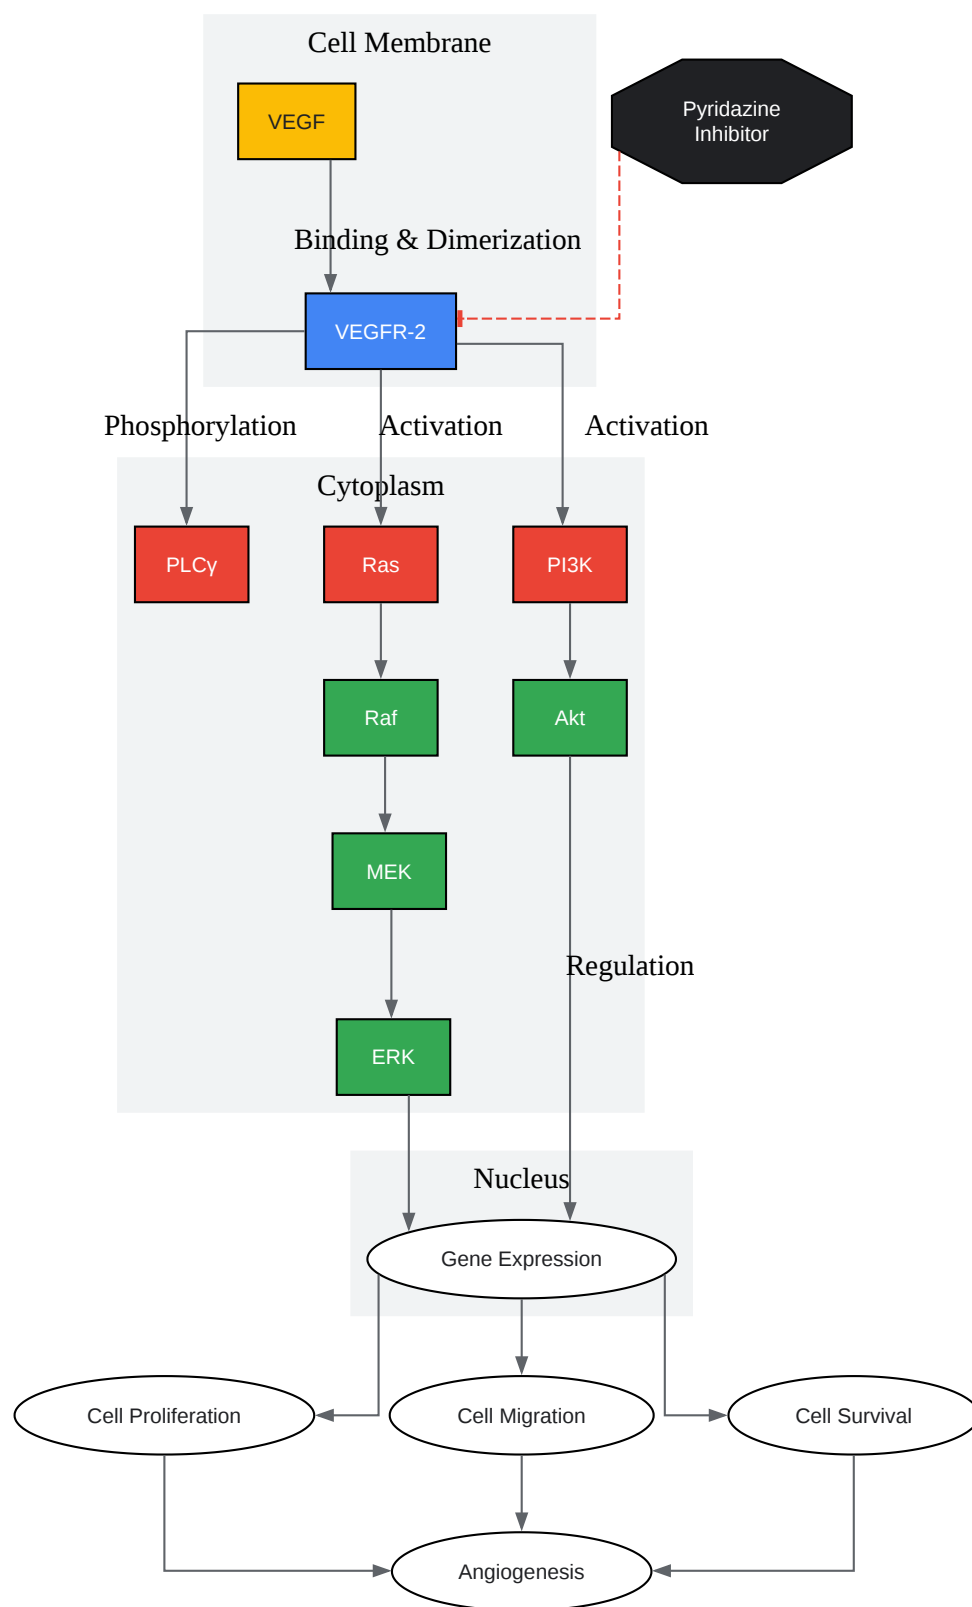 Cell Membrane
VEGF
Pyridazine
Inhibitor
Binding & Dimerization
VEGFR-2
Phosphorylation
Activation
Activation
Cytoplasm
PLCγ
Ras
PI3K
Raf
Akt
MEK
Regulation
ERK
Nucleus
Gene Expression
Cell Proliferation
Cell Migration
Cell Survival
Angiogenesis